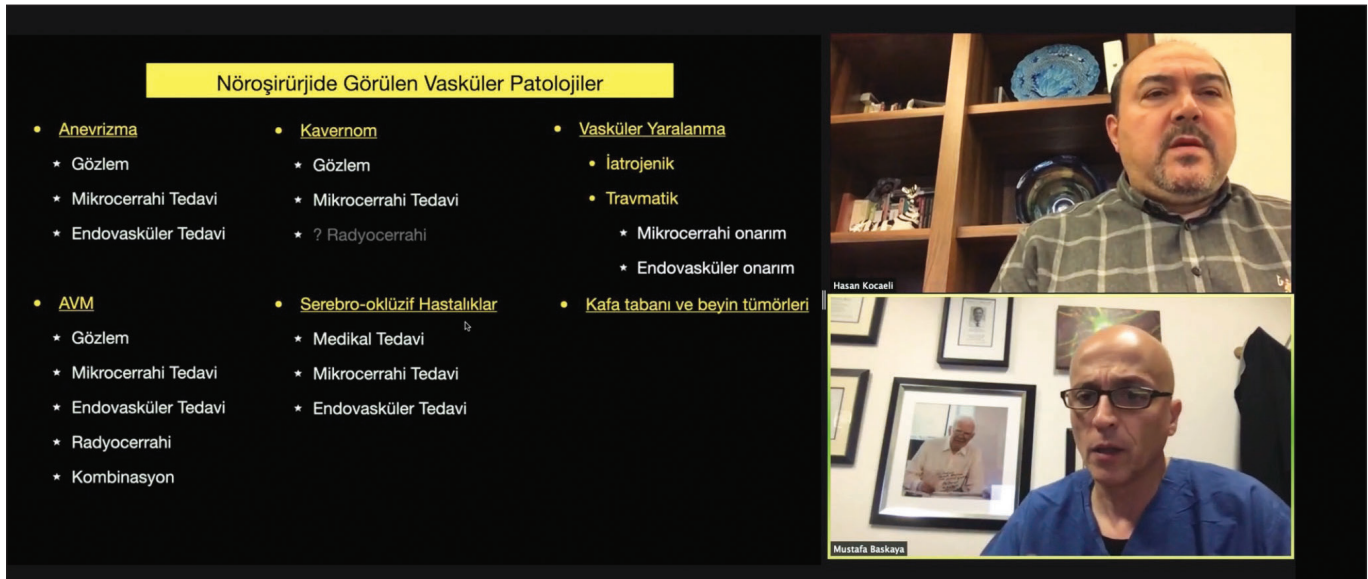 Nöroşirürjide Görülen Vasküler Patolojiler
• Anevrizma
★ Gözlem
★ Mikrocerrahi Tedavi
★ Endovasküler Tedavi
• AVM
★ Gözlem
★ Mikrocerrahi Tedavi
★ Endovasküler Tedavi
★ Radyocerrahi
★ Kombinasyon
• Kavernom
★ Gözlem
★ Mikrocerrahi Tedavi
★ ? Radyocerrahi
• Serebro-oklüzif Hastalıklar
★ Medikal Tedavi
★ Mikrocerrahi Tedavi
★ Endovasküler Tedavi
• Vasküler Yaralanma
• İatrojenik
• Travmatik
★ Mikrocerrahi onarım
★ Endovasküler onarım
• Kafa tabanı ve beyin tümörleri
Hasan Kocaeli
Mustafa Baskaya